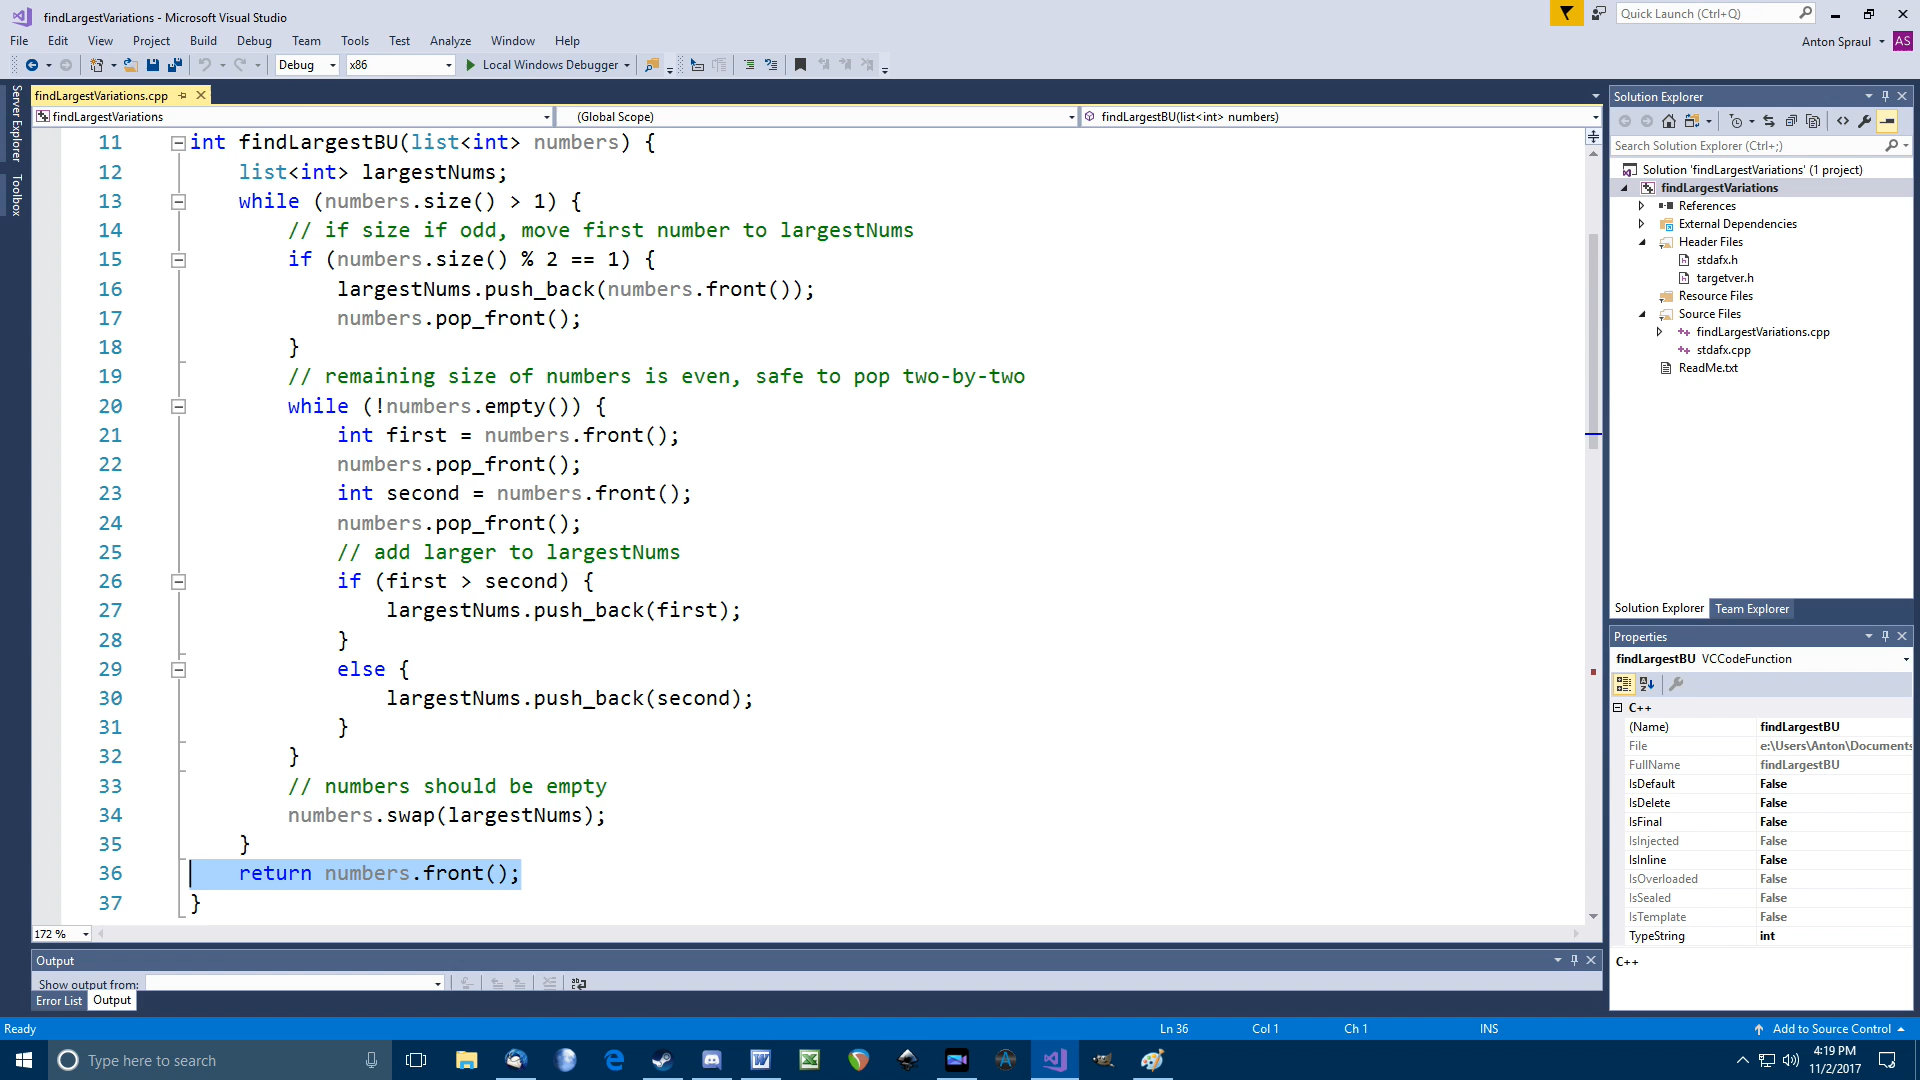 findLargestVariations - Microsoft Visual Studio
Quick Launch (Ctrl+Q)
File Edit View Project Build Debug Team Tools Test Analyze Window Help
Anton Spraul AS
Debug x86 Local Windows Debugger
Server Explorer
Toolbox
findLargestVariations.cpp
findLargestVariations (Global Scope) findLargestBU(list<int> numbers)
11 int findLargestBU(list<int> numbers) {
12 list<int> largestNums;
13 while (numbers.size() > 1) {
14 // if size if odd, move first number to largestNums
15 if (numbers.size() % 2 == 1) {
16 largestNums.push_back(numbers.front());
17 numbers.pop_front();
18 }
19 // remaining size of numbers is even, safe to pop two-by-two
20 while (!numbers.empty()) {
21 int first = numbers.front();
22 numbers.pop_front();
23 int second = numbers.front();
24 numbers.pop_front();
25 // add larger to largestNums
26 if (first > second) {
27 largestNums.push_back(first);
28 }
29 else {
30 largestNums.push_back(second);
31 }
32 }
33 // numbers should be empty
34 numbers.swap(largestNums);
35 }
36 return numbers.front();
37 }
172 %
Output
Show output from:
Error List Output
Solution Explorer
Search Solution Explorer (Ctrl+;)
Solution 'findLargestVariations' (1 project)
findLargestVariations
References
External Dependencies
Header Files
stdafx.h
targetver.h
Resource Files
Source Files
findLargestVariations.cpp
stdafx.cpp
ReadMe.txt
Solution Explorer Team Explorer
Properties
findLargestBU VCCodeFunction
C++
(Name) findLargestBU
File e:\Users\Anton\Documents
FullName findLargestBU
IsDefault False
IsDelete False
IsFinal False
IsInjected False
IsInline False
IsOverloaded False
IsSealed False
IsTemplate False
TypeString int
C++
Ready Ln 36 Col 1 Ch 1 INS Add to Source Control
Type here to search
4:19 PM
11/2/2017